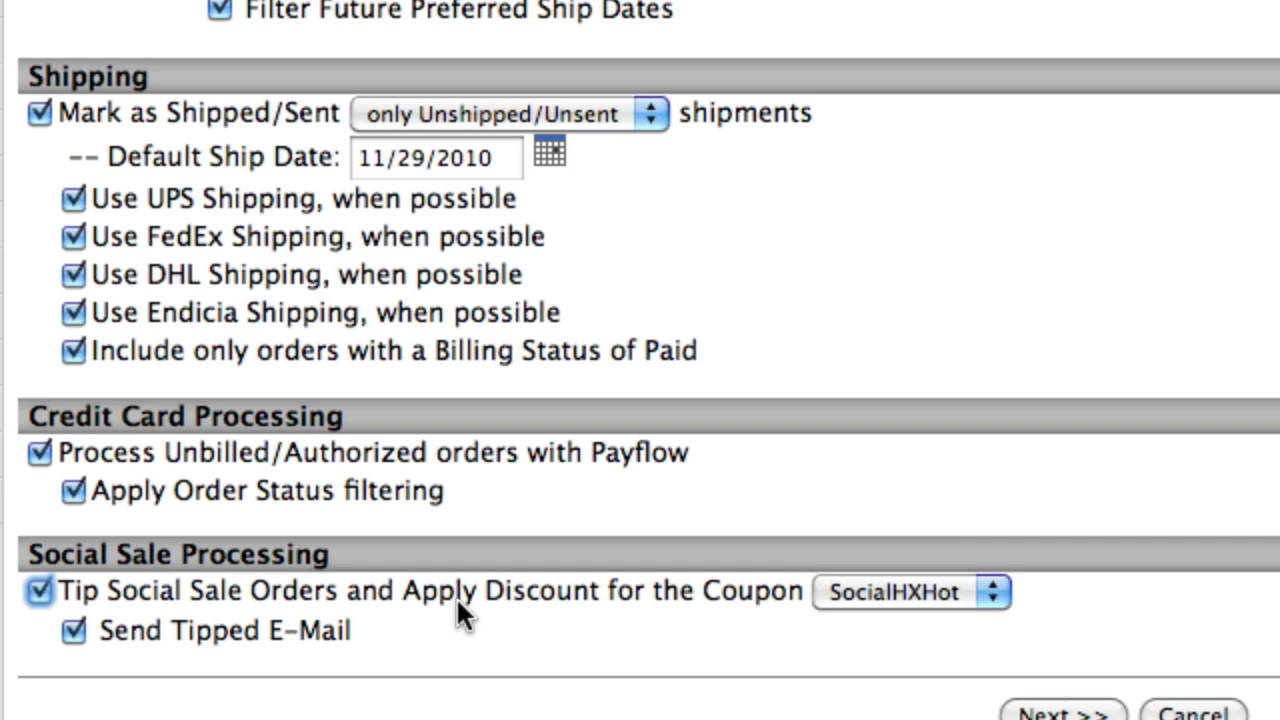 Filter Future Preferred Ship Dates
Shipping
Mark as Shipped/Sent only Unshipped/Unsent shipments
-- Default Ship Date: 11/29/2010
Use UPS Shipping, when possible
Use FedEx Shipping, when possible
Use DHL Shipping, when possible
Use Endicia Shipping, when possible
Include only orders with a Billing Status of Paid
Credit Card Processing
Process Unbilled/Authorized orders with Payflow
Apply Order Status filtering
Social Sale Processing
Tip Social Sale Orders and Apply Discount for the Coupon SocialHXHot
Send Tipped E-Mail
Next >> Cancel